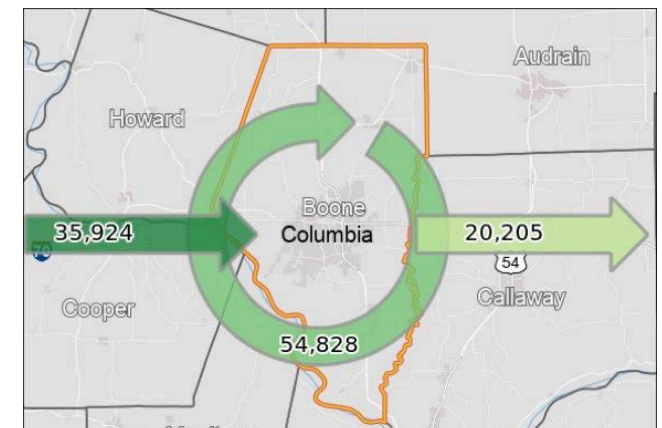 Audrain
Howard
Boone
Columbia
35,924
20,205
54
Cooper
Callaway
54,828